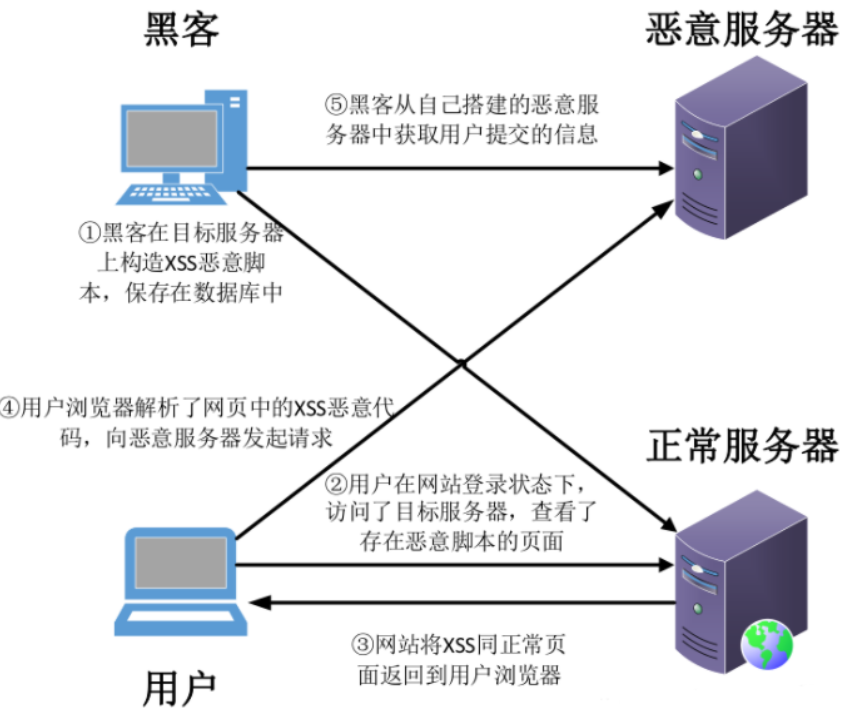 黑客
恶意服务器
⑤黑客从自己搭建的恶意服
务器中获取用户提交的信息
①黑客在目标服务器
上构造XSS恶意脚
本，保存在数据库中
④用户浏览器解析了网页中的XSS恶意代
码，向恶意服务器发起请求
正常服务器
②用户在网站登录状态下，
访问了目标服务器，查看了
存在恶意脚本的页面
③网站将XSS同正常页
面返回到用户浏览器
用户